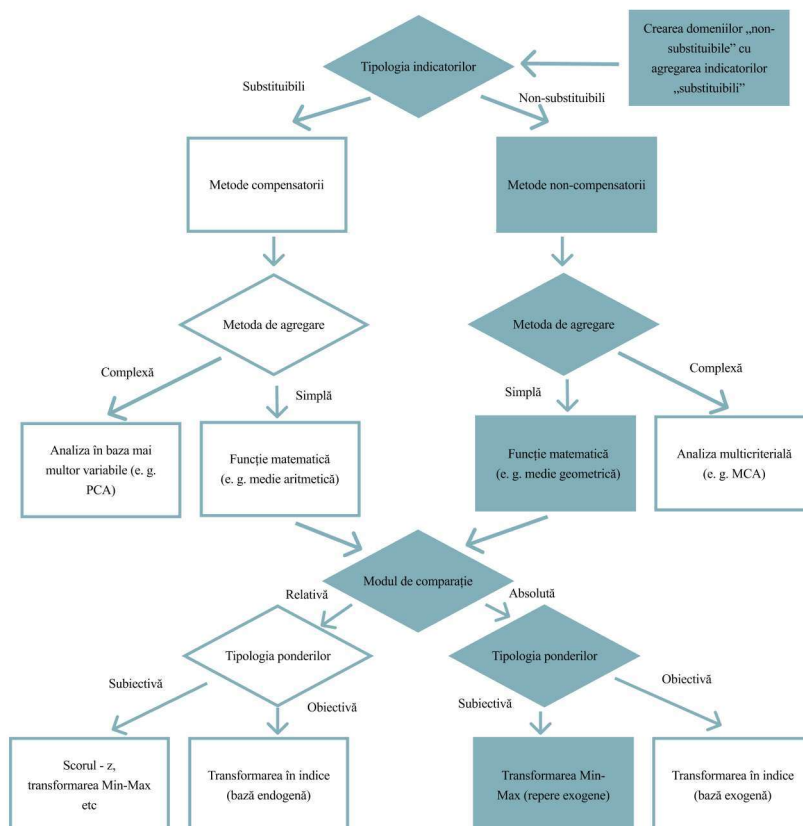 Crearea domeniilor „non-
substituibile” cu
agregarea indicatorilor
„substituibili”
Tipologia indicatorilor
Substituibili
Non-substituibili
Metode compensatorii
Metode non-compensatorii
Metoda de agregare
Metoda de agregare
Complexă
Simplă
Simplă
Complexă
Analiza în baza mai
multor variabile (e. g.
PCA)
Funcție matematică
(e. g. medie aritmetică)
Funcție matematică
(e. g. medie geometrică)
Analiza multicriterială
(e. g. MCA)
Modul de comparație
Relativă
Absolută
Tipologia ponderilor
Tipologia ponderilor
Subiectivă
Obiectivă
Subiectivă
Obiectivă
Scorul - z,
transformarea Min-Max
etc
Transformarea în indice
(bază endogenă)
Transformarea Min-
Max (repere exogene)
Transformarea în indice
(bază exogenă)